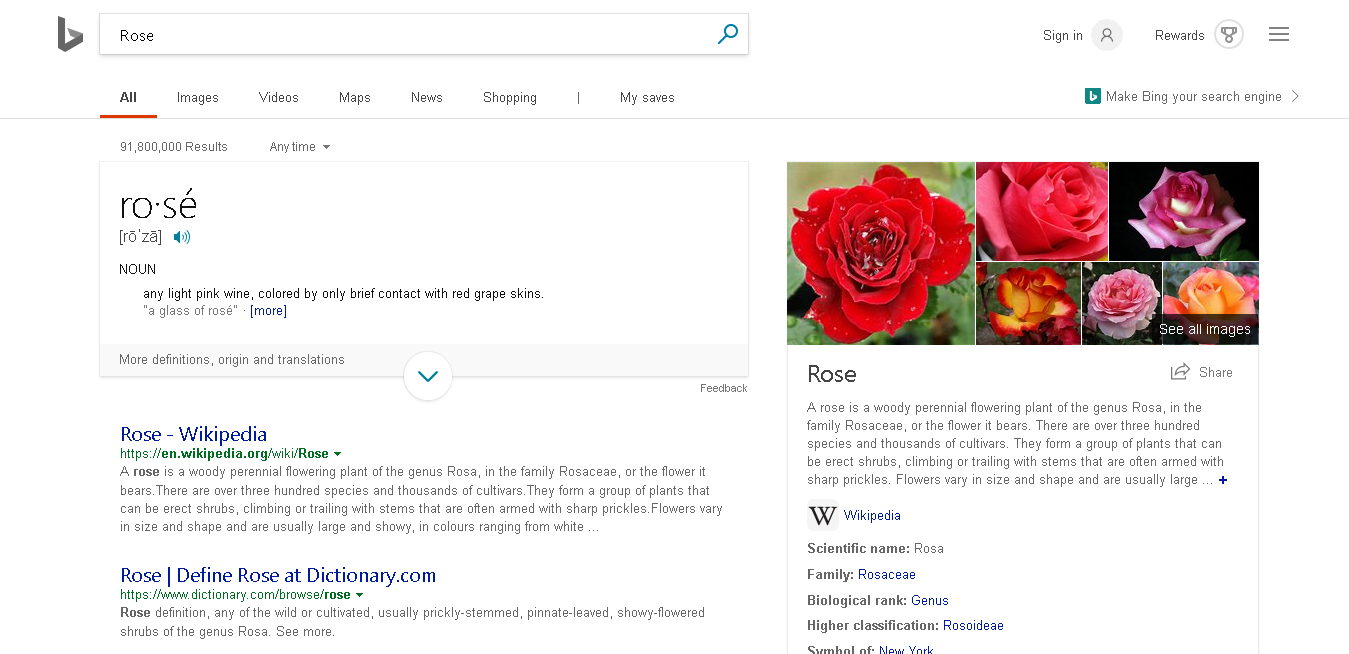 Rose
Sign in
Rewards
All Images Videos Maps News Shopping | My saves
Make Bing your search engine
91,800,000 Results Any time
ro·sé
[rōˈzā]
NOUN
any light pink wine, colored by only brief contact with red grape skins.
"a glass of rosé" · [more]
More definitions, origin and translations
Feedback
Rose - Wikipedia
https://en.wikipedia.org/wiki/Rose
A rose is a woody perennial flowering plant of the genus Rosa, in the family Rosaceae, or the flower it
bears.There are over three hundred species and thousands of cultivars.They form a group of plants that
can be erect shrubs, climbing or trailing with stems that are often armed with sharp prickles.Flowers vary
in size and shape and are usually large and showy, in colours ranging from white ...
Rose | Define Rose at Dictionary.com
https://www.dictionary.com/browse/rose
Rose definition, any of the wild or cultivated, usually prickly-stemmed, pinnate-leaved, showy-flowered
shrubs of the genus Rosa. See more.
See all images
Rose
Share
A rose is a woody perennial flowering plant of the genus Rosa, in the
family Rosaceae, or the flower it bears. There are over three hundred
species and thousands of cultivars. They form a group of plants that can
be erect shrubs, climbing or trailing with stems that are often armed with
sharp prickles. Flowers vary in size and shape and are usually large ... +
W Wikipedia
Scientific name: Rosa
Family: Rosaceae
Biological rank: Genus
Higher classification: Rosoideae
Symbol of: New York